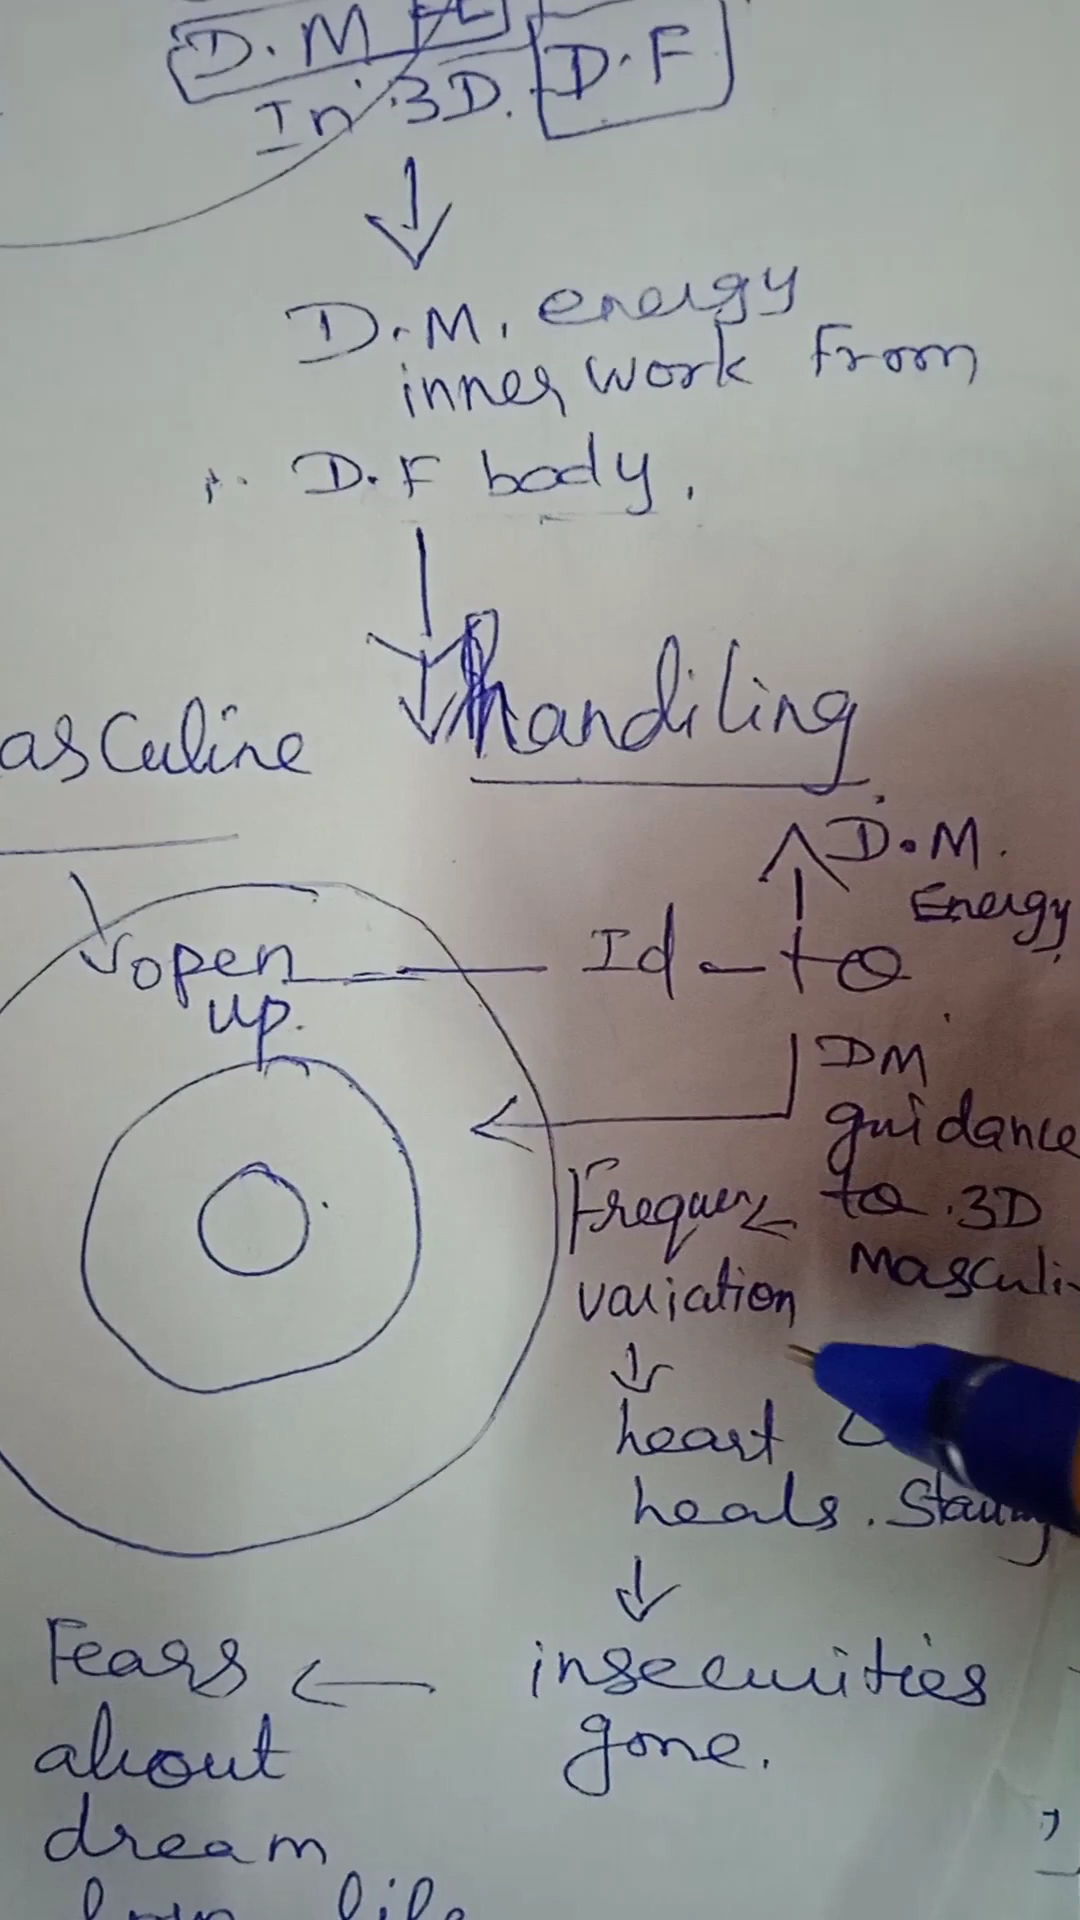 D.M
In 3D.
D.F
D.M. energy
inner work from
D.F body.
handiling
asculine
D.M.
Energy
open
up.
Id - to
DM
guidance
to 3D
Masculi
Frequen
variation
heart
heals.
insecurities
gone.
Fears
about
dream